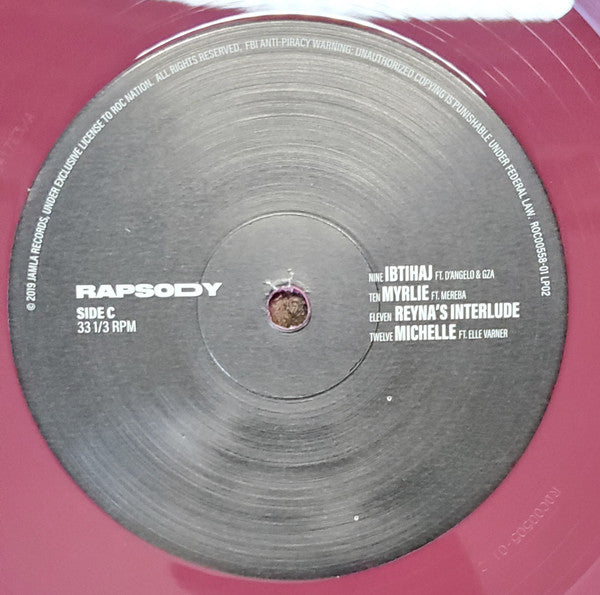 © 2019 JAMLA RECORDS, UNDER EXCLUSIVE LICENSE TO ROC NATION. ALL RIGHTS RESERVED. FBI ANTI-PIRACY WARNING: UNAUTHORIZED COPYING IS PUNISHABLE UNDER FEDERAL LAW. ROC00558-01 LP02
RAPSODY
SIDE C
33 1/3 RPM
NINE IBTIHAJ FT. D'ANGELO & GZA
TEN MYRLIE FT. MEREBA
ELEVEN REYNA'S INTERLUDE
TWELVE MICHELLE FT. ELLE VARNER